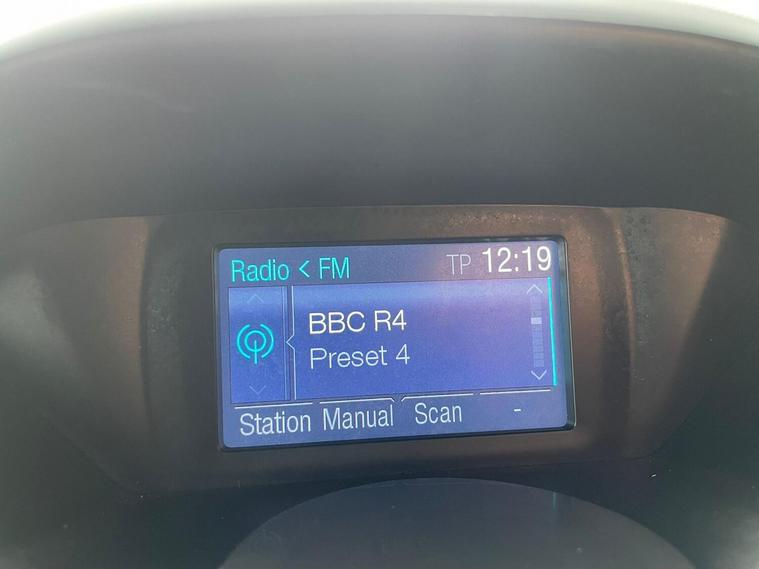 Radio < FM TP 12:19
BBC R4
Preset 4
Station Manual Scan -